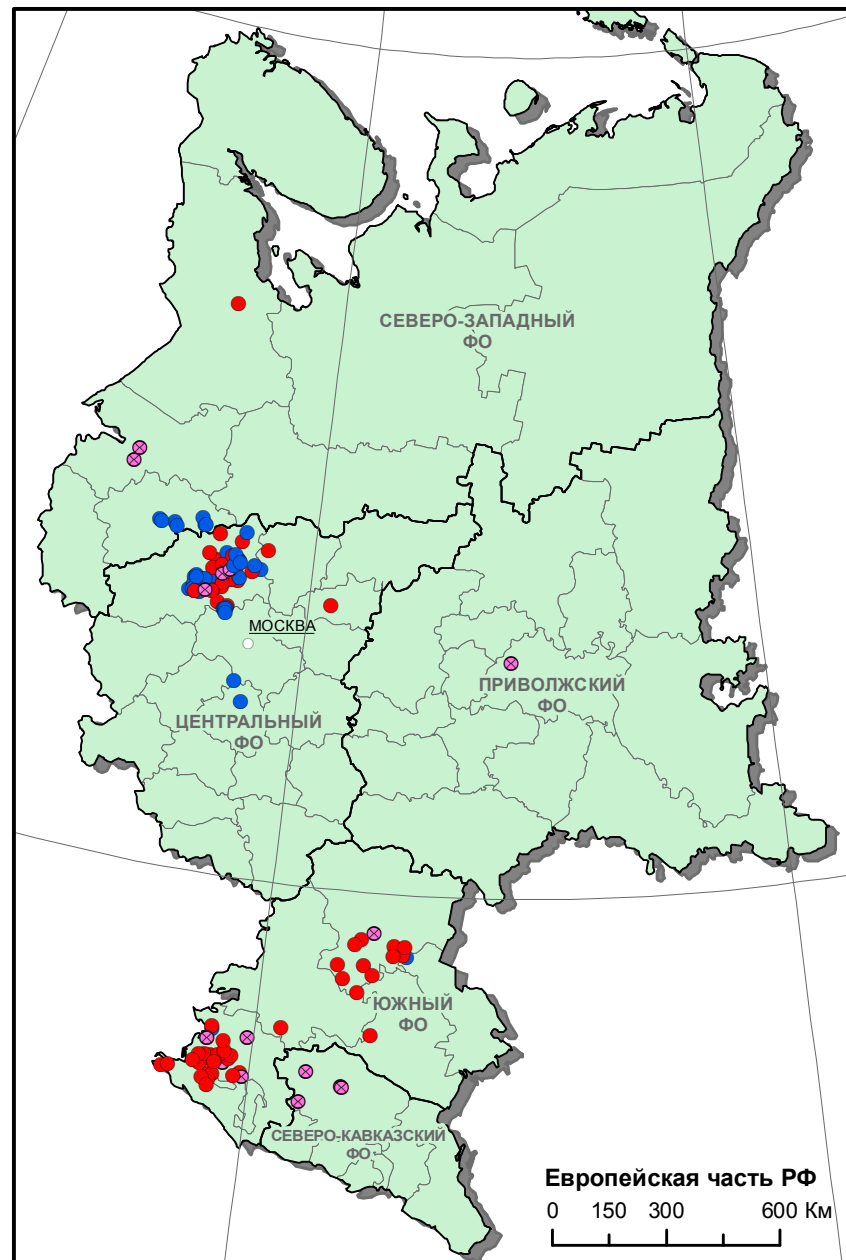 СЕВЕРО-ЗАПАДНЫЙ
ФО
МОСКВА
ПРИВОЛЖСКИЙ
ФО
ЦЕНТРАЛЬНЫЙ
ФО
ЮЖНЫЙ
ФО
СЕВЕРО-КАВКАЗСКИЙ
ФО
Европейская часть РФ
0 150 300 600 Км